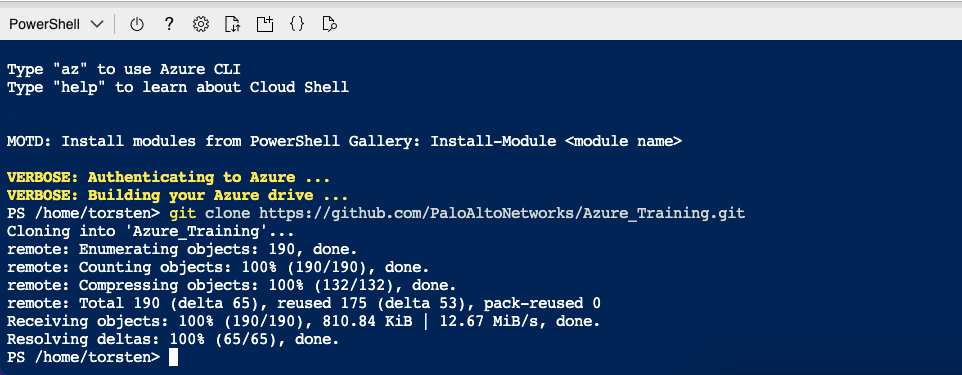 PowerShell
?
{}
Type "az" to use Azure CLI
Type "help" to learn about Cloud Shell
MOTD: Install modules from PowerShell Gallery: Install-Module <module name>
VERBOSE: Authenticating to Azure ...
VERBOSE: Building your Azure drive ...
PS /home/torsten> git clone https://github.com/PaloAltoNetworks/Azure_Training.git
Cloning into 'Azure_Training'...
remote: Enumerating objects: 190, done.
remote: Counting objects: 100% (190/190), done.
remote: Compressing objects: 100% (132/132), done.
remote: Total 190 (delta 65), reused 175 (delta 53), pack-reused 0
Receiving objects: 100% (190/190), 810.84 KiB | 12.67 MiB/s, done.
Resolving deltas: 100% (65/65), done.
PS /home/torsten>